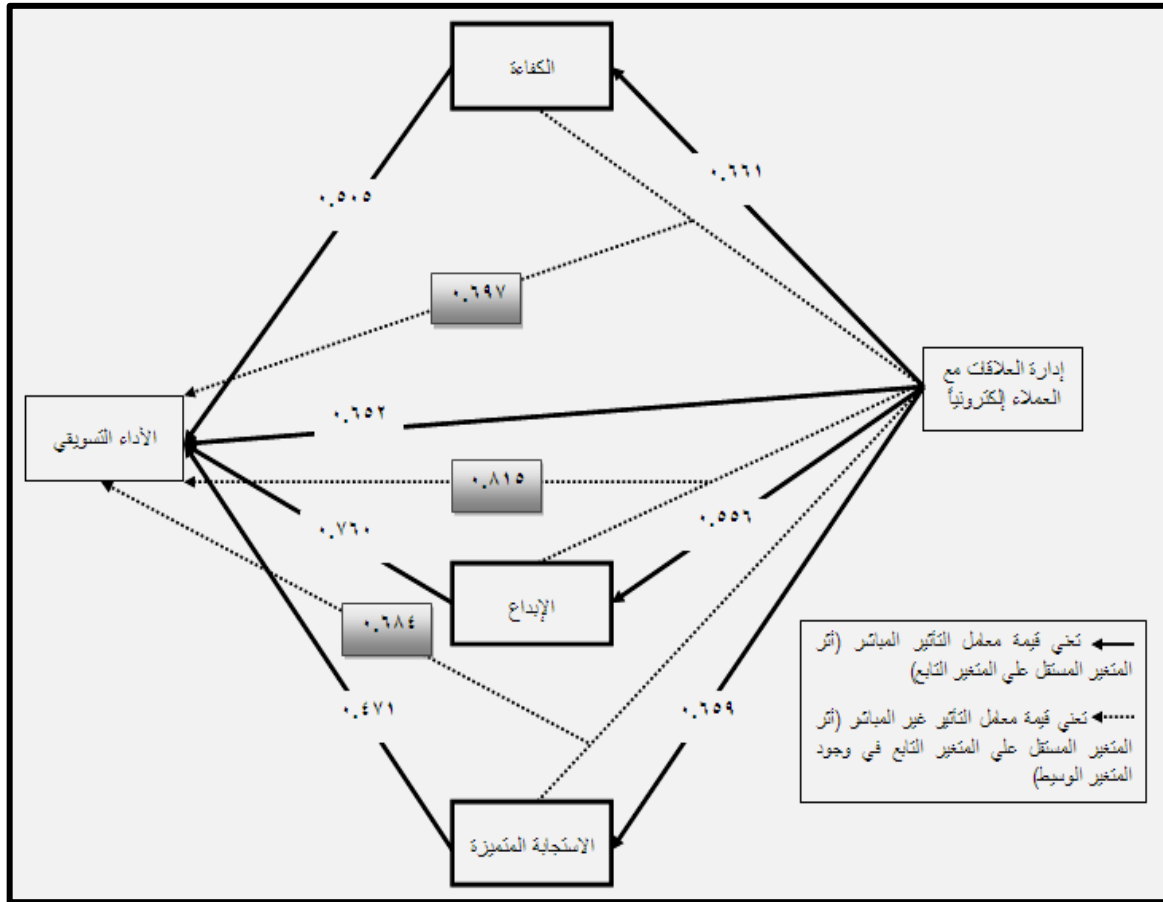 الكفاءة
٠.٦٦١
٠.٥٠٥
٠.٦٩٧
إدارة العلاقات مع
العملاء إلكترونياً
٠.٦٥٢
الأداء التسويقي
٠.٨١٥
٠.٥٥٦
٠.٧٦٠
الإبداع
٠.٦٨٤
تعني قيمة معامل التأثير المباشر (أثر
المتغير المستقل علي المتغير التابع)
٠.٦٥٩
٠.٤٧١
تعني قيمة معامل التأثير غير المباشر (أثر
المتغير المستقل علي المتغير التابع في وجود
المتغير الوسيط)
الاستجابة المتميزة